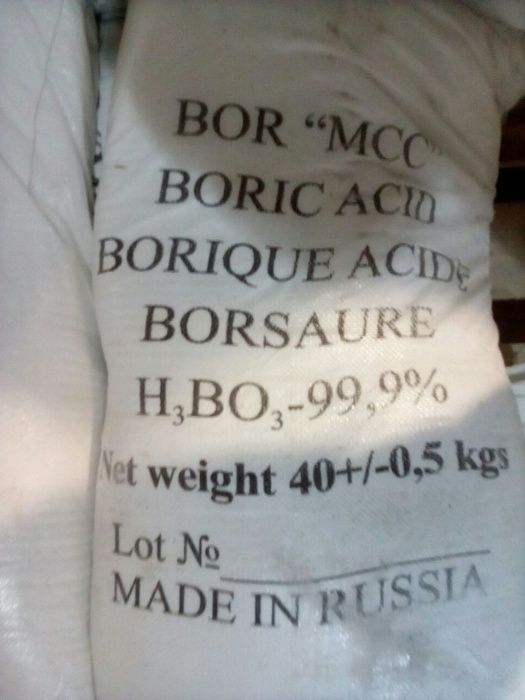 BOR “MCC”
BORIC ACID
BORIQUE ACIDE
BORSAURE
H₃BO₃-99,9%
Net weight 40+/-0,5 kgs
Lot №
MADE IN RUSSIA